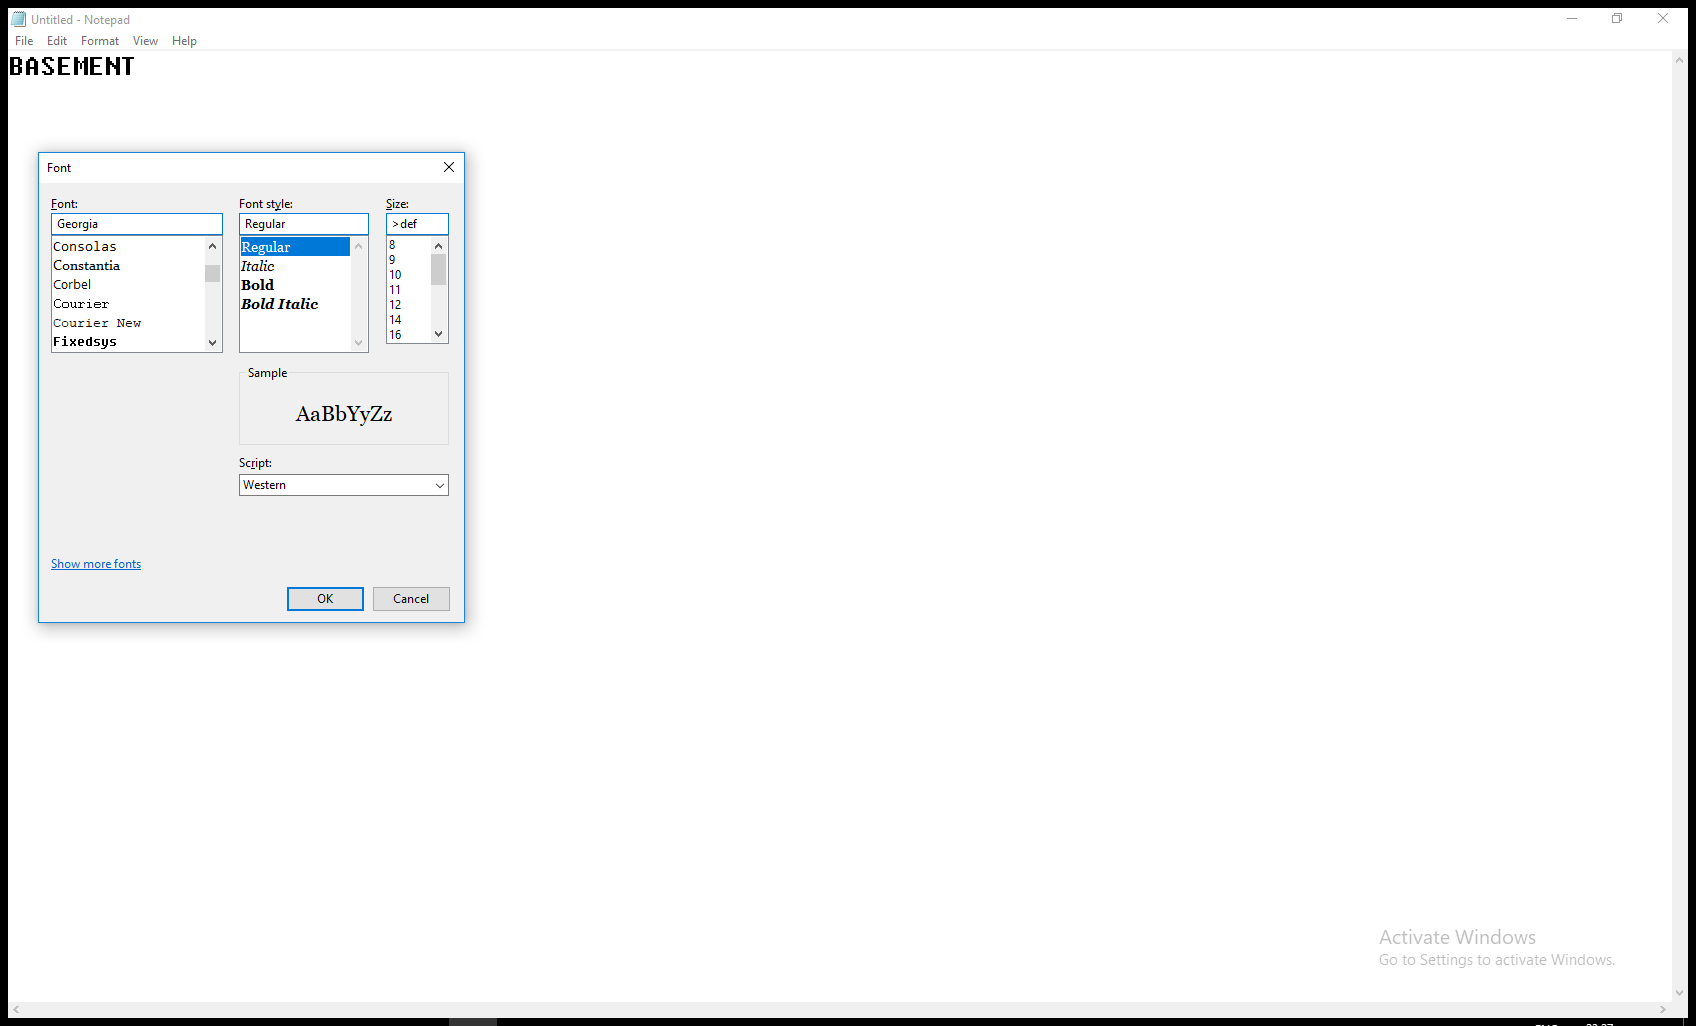 Untitled - Notepad
File Edit Format View Help
BASEMENT
Font
Font: Font style: Size:
Georgia Regular >def
Consolas Regular 8
Constantia Italic 9
Corbel Bold 10
Courier Bold Italic 11
Courier New 12
Fixedsys 14
16
Sample
AaBbYyZz
Script:
Western
Show more fonts
OK Cancel
Activate Windows
Go to Settings to activate Windows.